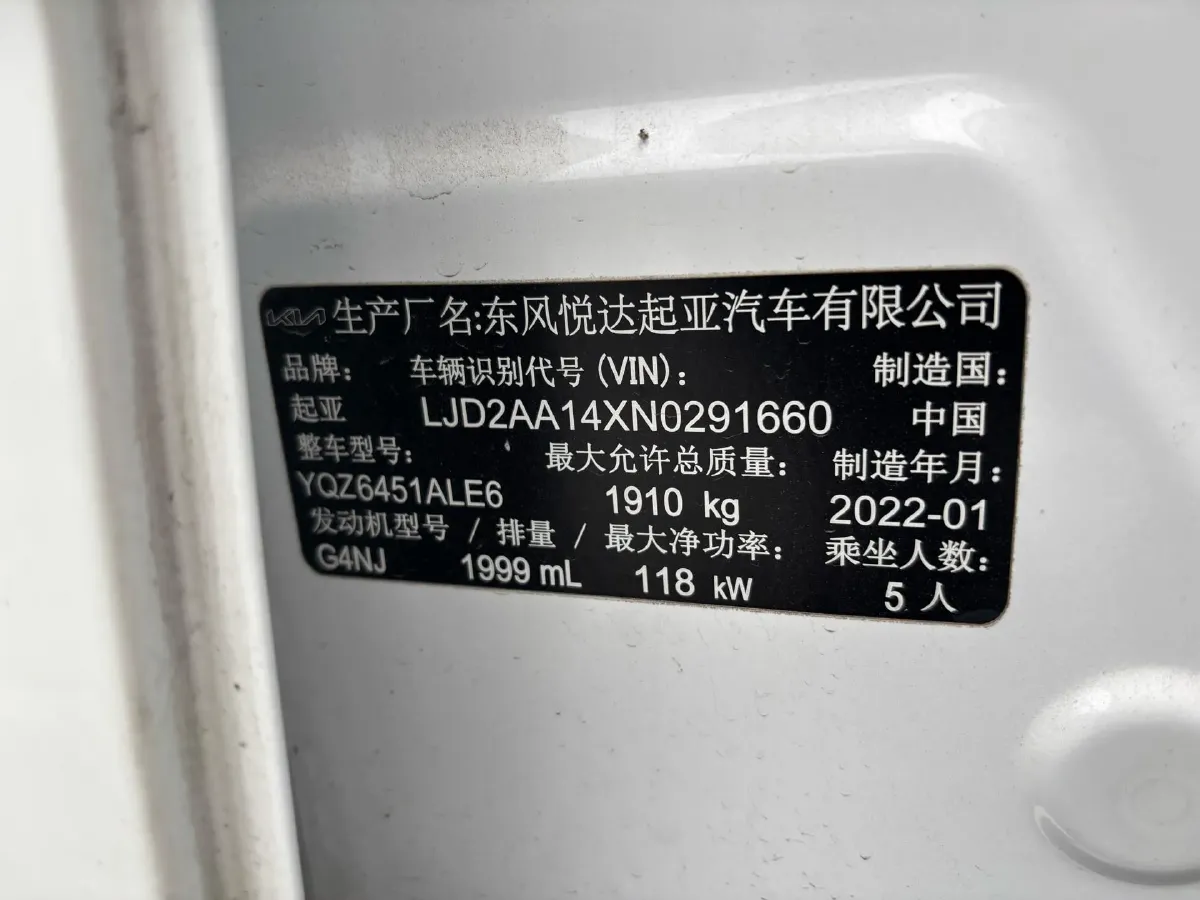 KIA 生产厂名:东风悦达起亚汽车有限公司
品牌: 车辆识别代号 (VIN): 制造国:
起亚 LJD2AA14XN0291660 中国
整车型号: 最大允许总质量: 制造年月:
YQZ6451ALE6 1910 kg 2022-01
发动机型号 / 排量 / 最大净功率: 乘坐人数:
G4NJ 1999 mL 118 kW 5 人